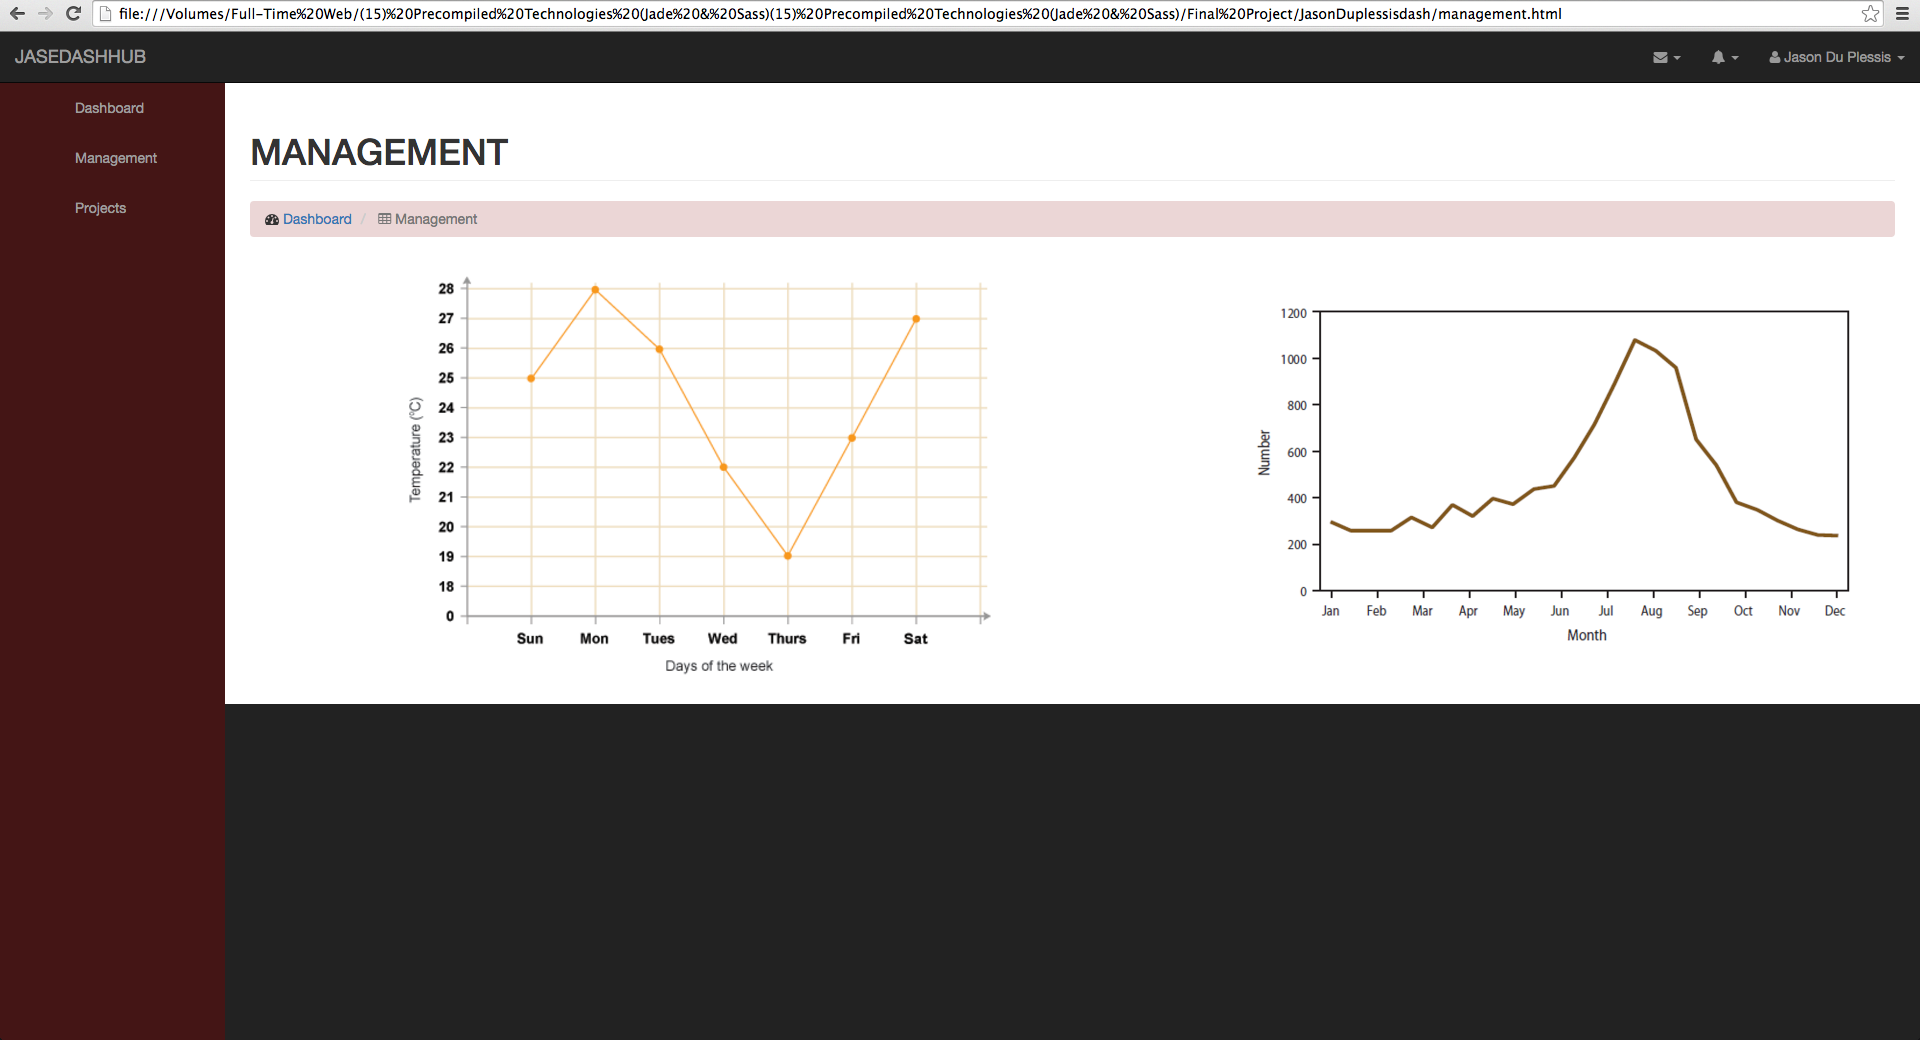 file:///Volumes/Full-Time%20Web/(15)%20Precompiled%20Technologies%20(Jade%20&%20Sass)(15)%20Precompiled%20Technologies%20(Jade%20&%20Sass)/Final%20Project/JasonDuplessisdash/management.html
JASEDASHHUB
Jason Du Plessis
Dashboard
Management
Projects
MANAGEMENT
Dashboard / Management
Temperature (°C)
28
27
26
25
24
23
22
21
20
19
18
0
Sun Mon Tues Wed Thurs Fri Sat
Days of the week
Number
1200
1000
800
600
400
200
0
Jan Feb Mar Apr May Jun Jul Aug Sep Oct Nov Dec
Month